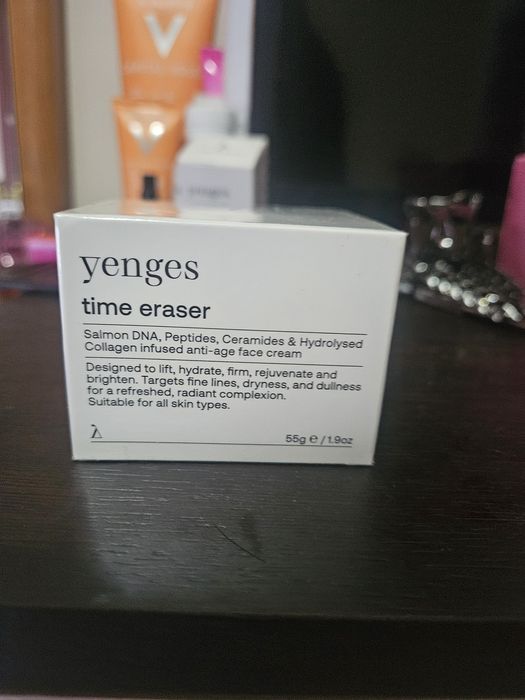 V
yenges
time eraser
Salmon DNA, Peptides, Ceramides & Hydrolysed
Collagen infused anti-age face cream
Designed to lift, hydrate, firm, rejuvenate and
brighten. Targets fine lines, dryness, and dullness
for a refreshed, radiant complexion.
Suitable for all skin types.
55g ℮ / 1.9oz